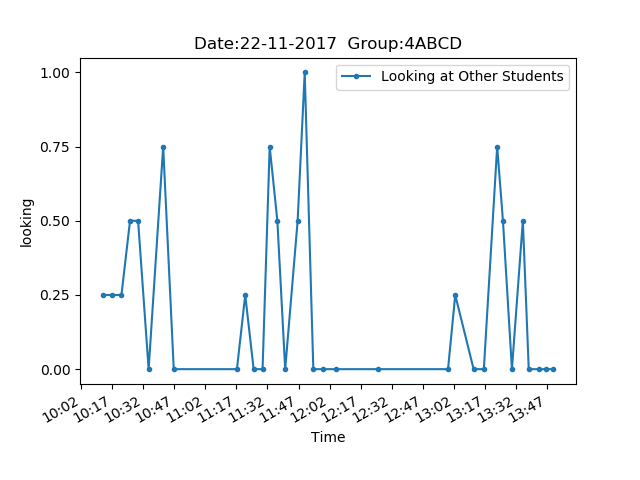 Date:22-11-2017  Group:4ABCD
Looking at Other Students
1.00
0.75
0.50
0.25
0.00
looking
10:02 10:17 10:32 10:47 11:02 11:17 11:32 11:47 12:02 12:17 12:32 12:47 13:02 13:17 13:32 13:47
Time